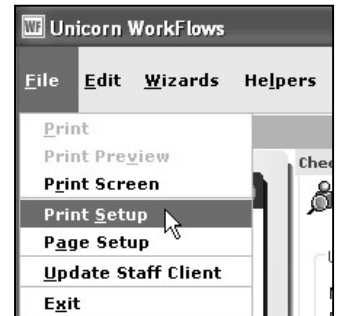 WF Unicorn WorkFlows
File Edit Wizards Helpers
Print
Print Preview
Print Screen
Print Setup
Page Setup
Update Staff Client
Exit